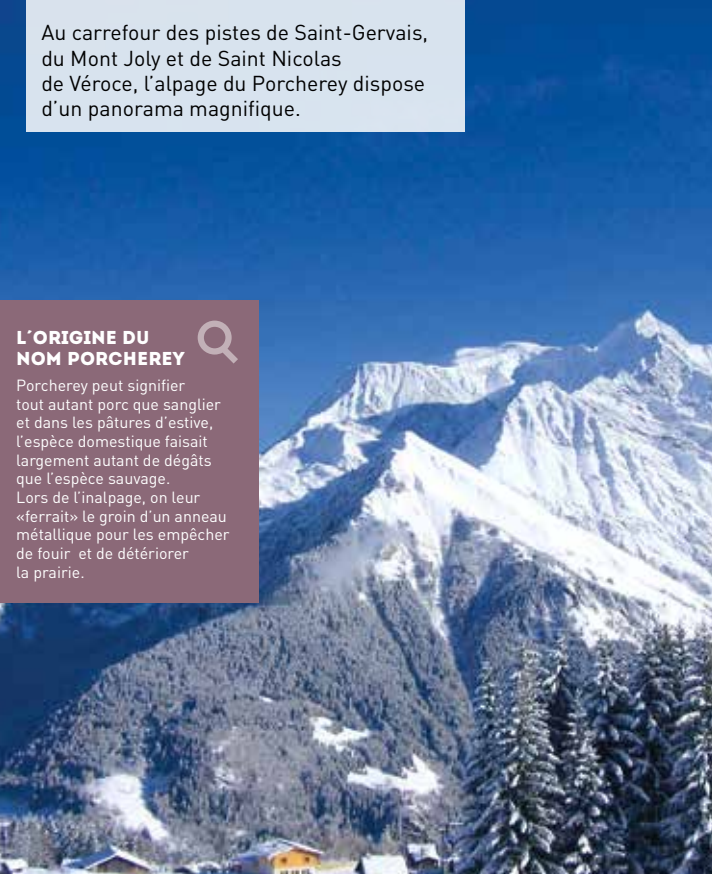 Au carrefour des pistes de Saint-Gervais,
du Mont Joly et de Saint Nicolas
de Véroce, l’alpage du Porcherey dispose
d’un panorama magnifique.
L´ORIGINE DU
NOM PORCHEREY
Porcherey peut signifier
tout autant porc que sanglier
et dans les pâtures d’estive,
l’espèce domestique faisait
largement autant de dégâts
que l’espèce sauvage.
Lors de l’inalpage, on leur
«ferrait» le groin d’un anneau
métallique pour les empêcher
de fouir et de détériorer
la prairie.